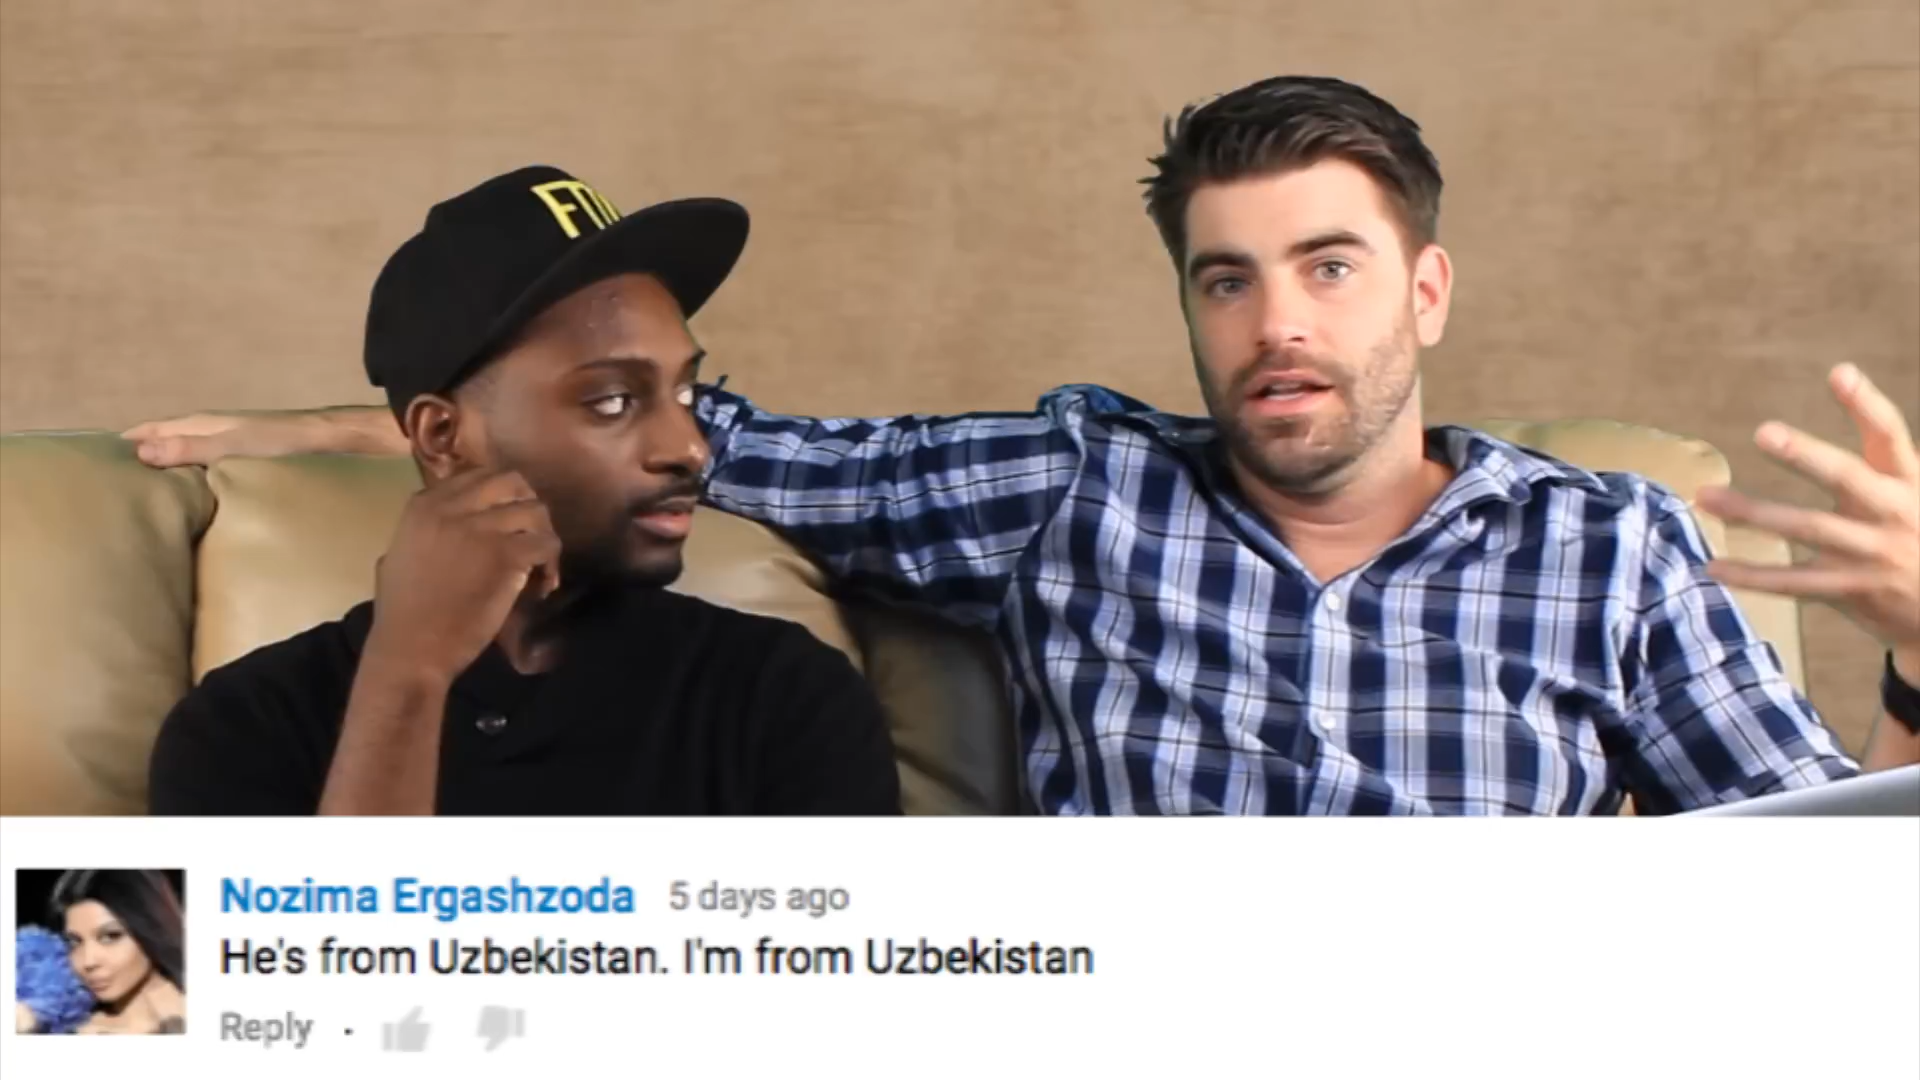 Nozima Ergashzoda 5 days ago
He's from Uzbekistan. I'm from Uzbekistan
Reply ·